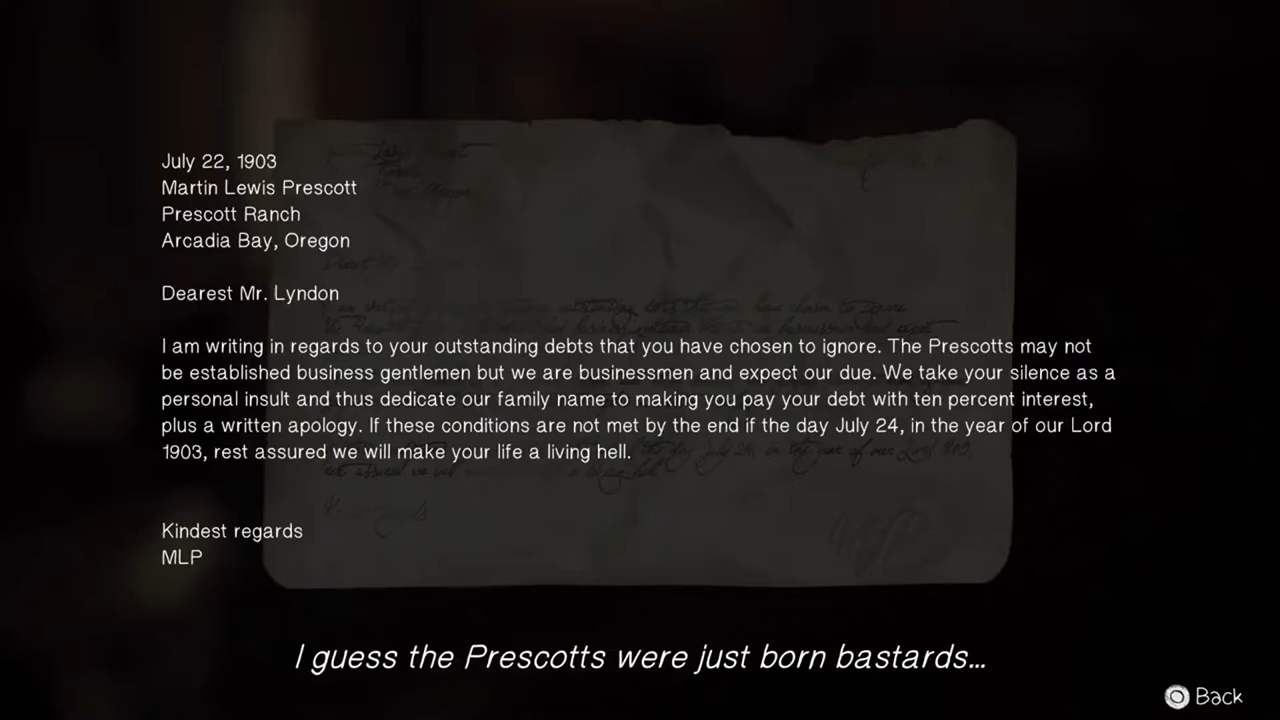 July 22, 1903
Martin Lewis Prescott
Prescott Ranch
Arcadia Bay, Oregon
Dearest Mr. Lyndon
I am writing in regards to your outstanding debts that you have chosen to ignore. The Prescotts may not
be established business gentlemen but we are businessmen and expect our due. We take your silence as a
personal insult and thus dedicate our family name to making you pay your debt with ten percent interest,
plus a written apology. If these conditions are not met by the end if the day July 24, in the year of our Lord
1903, rest assured we will make your life a living hell.
Kindest regards
MLP
I guess the Prescotts were just born bastards...
Back